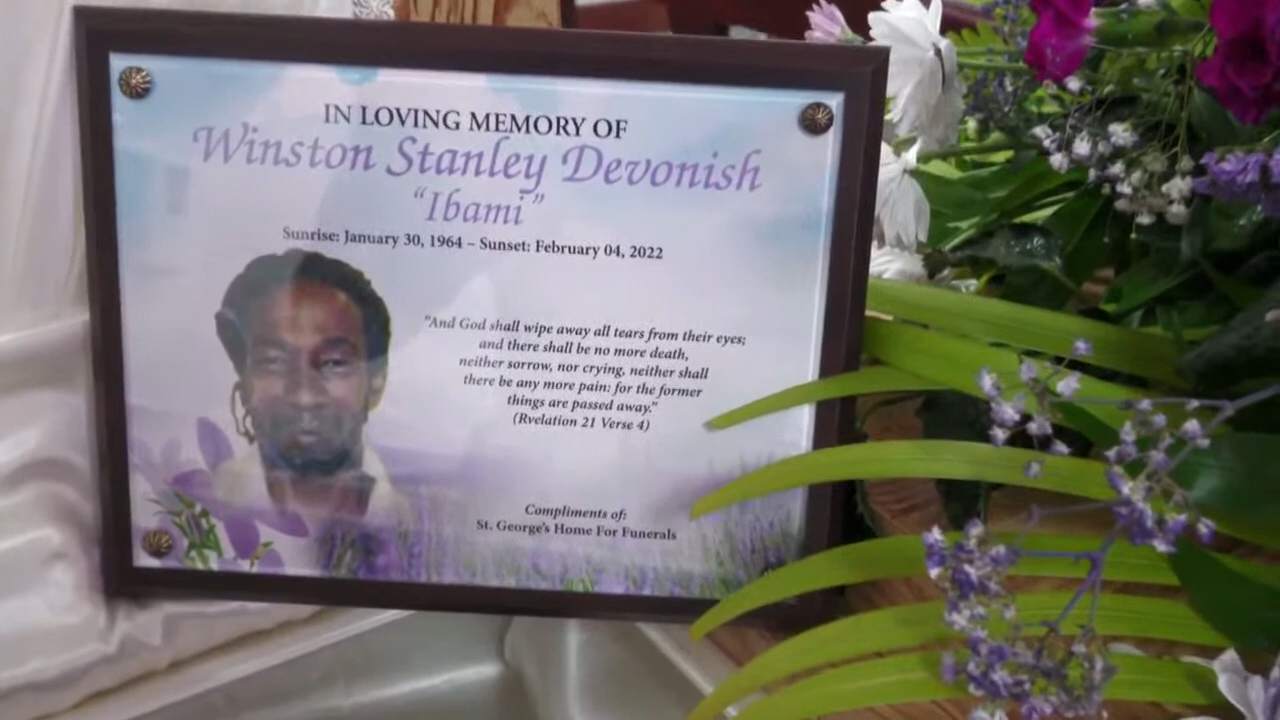 IN LOVING MEMORY OF
Winston Stanley Devonish
“Ibami”
Sunrise: January 30, 1964 – Sunset: February 04, 2022
"And God shall wipe away all tears from their eyes;
and there shall be no more death,
neither sorrow, nor crying, neither shall
there be any more pain: for the former
things are passed away."
(Rvelation 21 Verse 4)
Compliments of:
St. George's Home For Funerals